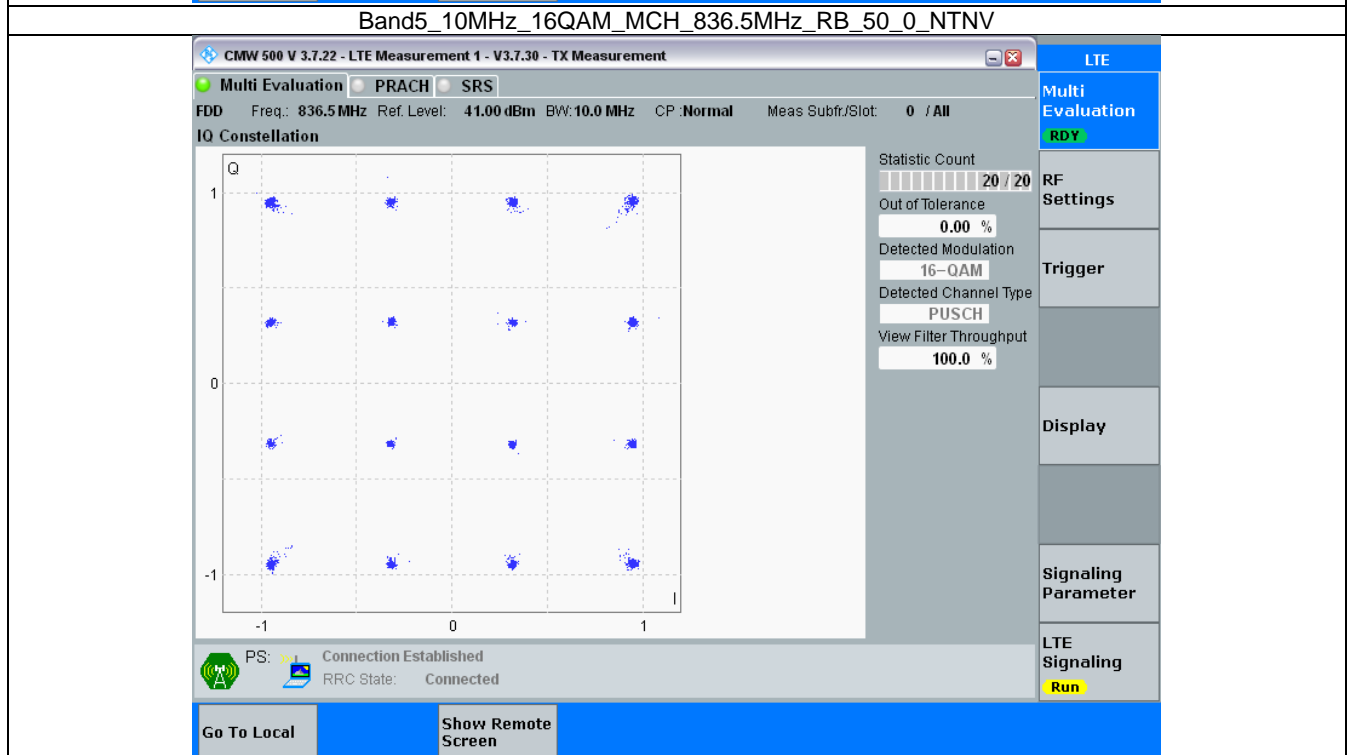 Band5_10MHz_16QAM_MCH_836.5MHz_RB_50_0_NTNV
CMW 500 V 3.7.22 - LTE Measurement 1 - V3.7.30 - TX Measurement
LTE
Multi Evaluation PRACH SRS
Multi
Evaluation
RDY
FDD Freq.: 836.5 MHz Ref. Level: 41.00 dBm BW: 10.0 MHz CP :Normal Meas Subfr./Slot: 0 / All
IQ Constellation
Q
1
0
-1
I
-1 0 1
Statistic Count
20 / 20
Out of Tolerance
0.00 %
Detected Modulation
16-QAM
Detected Channel Type
PUSCH
View Filter Throughput
100.0 %
RF
Settings
Trigger
Display
Signaling
Parameter
LTE
Signaling
Run
PS: Connection Established
RRC State: Connected
Go To Local
Show Remote
Screen